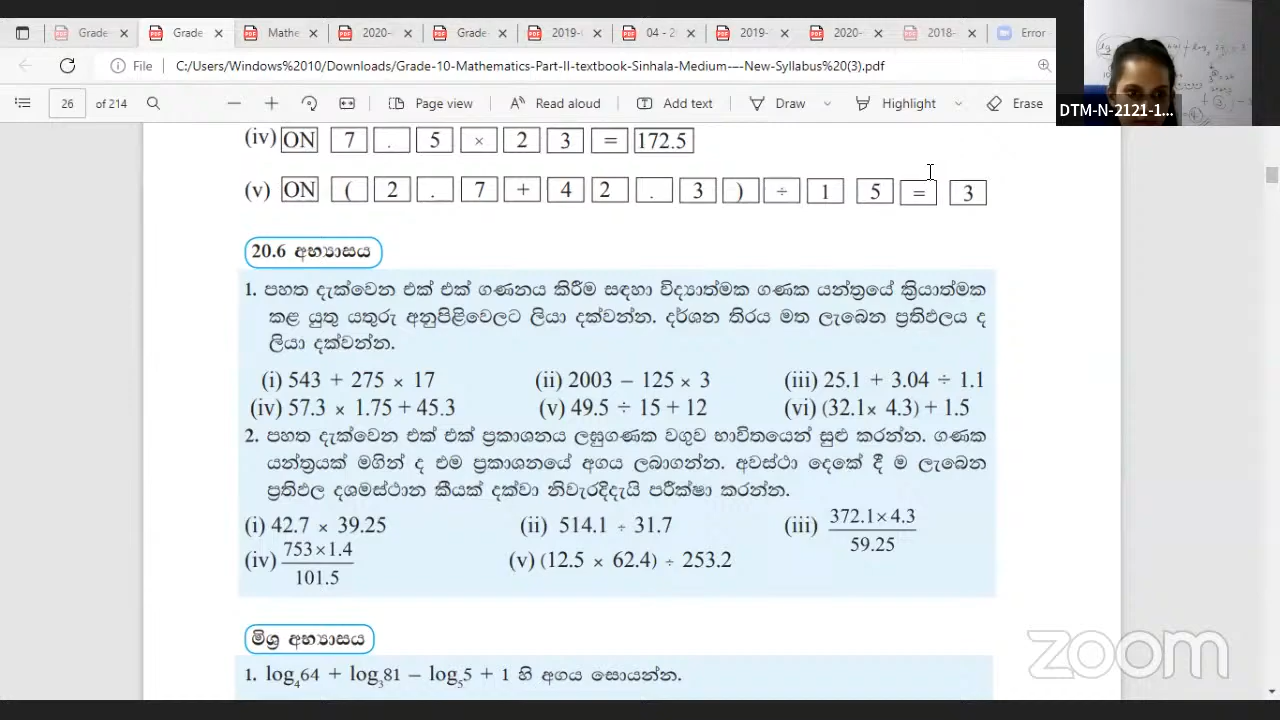 Grade
Grade
Mathe
2020-
Grade
2019-
04 - 2
2019-
2020-
2018-
Error
File C:/Users/Windows%2010/Downloads/Grade-10-Mathematics-Part-II-textbook-Sinhala-Medium-–-New-Syllabus%20(3).pdf
26 of 214 Page view Read aloud Add text Draw Highlight Erase
DTM-N-2121-1...
(iv) ON 7 . 5 × 2 3 = 172.5
(v) ON ( 2 . 7 + 4 2 . 3 ) ÷ 1 5 = 3
20.6 අභ්‍යාසය
1. පහත දැක්වෙන එක් එක් ගණනය කිරීම සඳහා විද්‍යාත්මක ගණක යන්ත්‍රයේ ක්‍රියාත්මක
කළ යුතු යතුරු අනුපිළිවෙලට ලියා දක්වන්න. දර්ශන තිරය මත ලැබෙන ප්‍රතිඵලය ද
ලියා දක්වන්න.
(i) 543 + 275 × 17 (ii) 2003 − 125 × 3 (iii) 25.1 + 3.04 ÷ 1.1
(iv) 57.3 × 1.75 + 45.3 (v) 49.5 ÷ 15 + 12 (vi) (32.1× 4.3) + 1.5
2. පහත දැක්වෙන එක් එක් ප්‍රකාශනය ලඝුගණක වගුව භාවිතයෙන් සුළු කරන්න. ගණක
යන්ත්‍රයක් මගින් ද එම ප්‍රකාශනයේ අගය ලබාගන්න. අවස්ථා දෙකේ දී ම ලැබෙන
ප්‍රතිඵල දශමස්ථාන කීයක් දක්වා නිවැරදිදැයි පරීක්ෂා කරන්න.
(i) 42.7 × 39.25 (ii) 514.1 ÷ 31.7 (iii) 372.1×4.3 / 59.25
(iv) 753×1.4 / 101.5 (v) (12.5 × 62.4) ÷ 253.2
මිශ්‍ර අභ්‍යාසය
1. log₄64 + log₃81 − log₅5 + 1 හි අගය සොයන්න.
zoom